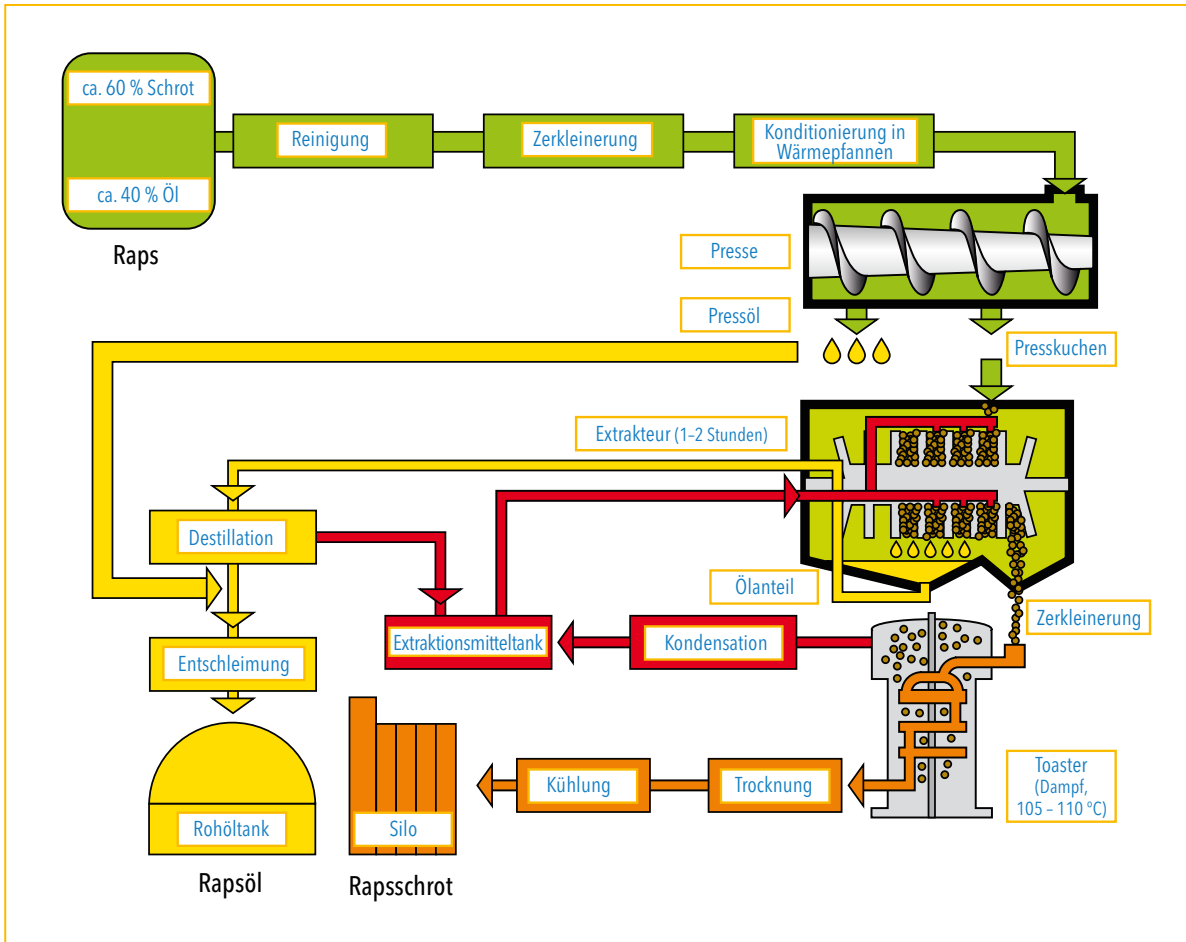 ca. 60 % Schrot
ca. 40 % Öl
Raps
Reinigung
Zerkleinerung
Konditionierung in
Wärmepfannen
Presse
Pressöl
Presskuchen
Extrakteur (1–2 Stunden)
Destillation
Ölanteil
Zerkleinerung
Entschleimung
Extraktionsmitteltank
Kondensation
Toaster
(Dampf,
105 – 110 °C)
Trocknung
Kühlung
Silo
Rohöltank
Rapsöl
Rapsschrot